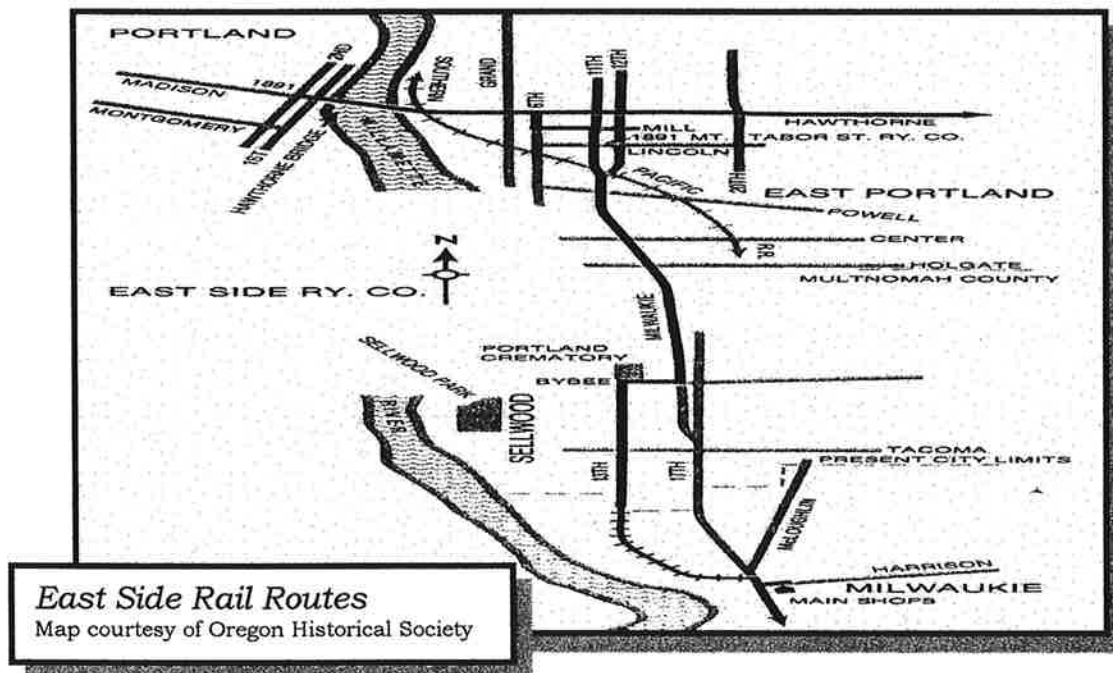 PORTLAND
MADISON
1891
MONTGOMERY
1ST
2ND
HAWTHORNE BRIDGE
WILLAMETTE
SOUTHERN
GRAND
6TH
11TH
12TH
HAWTHORNE
MILL
1891 MT. TABOR ST. RY. CO.
LINCOLN
20TH
PACIFIC
EAST PORTLAND
POWELL
CENTER
R.R.
HOLGATE
MULTNOMAH COUNTY
N
EAST SIDE RY. CO.
MILWAUKIE
PORTLAND
CREMATORY
BYBEE
SELLWOOD PARK
SELLWOOD
RIVER
13TH
17TH
TACOMA
PRESENT CITY LIMITS
McLOUGHLIN
HARRISON
MILWAUKIE
MAIN SHOPS
East Side Rail Routes
Map courtesy of Oregon Historical Society